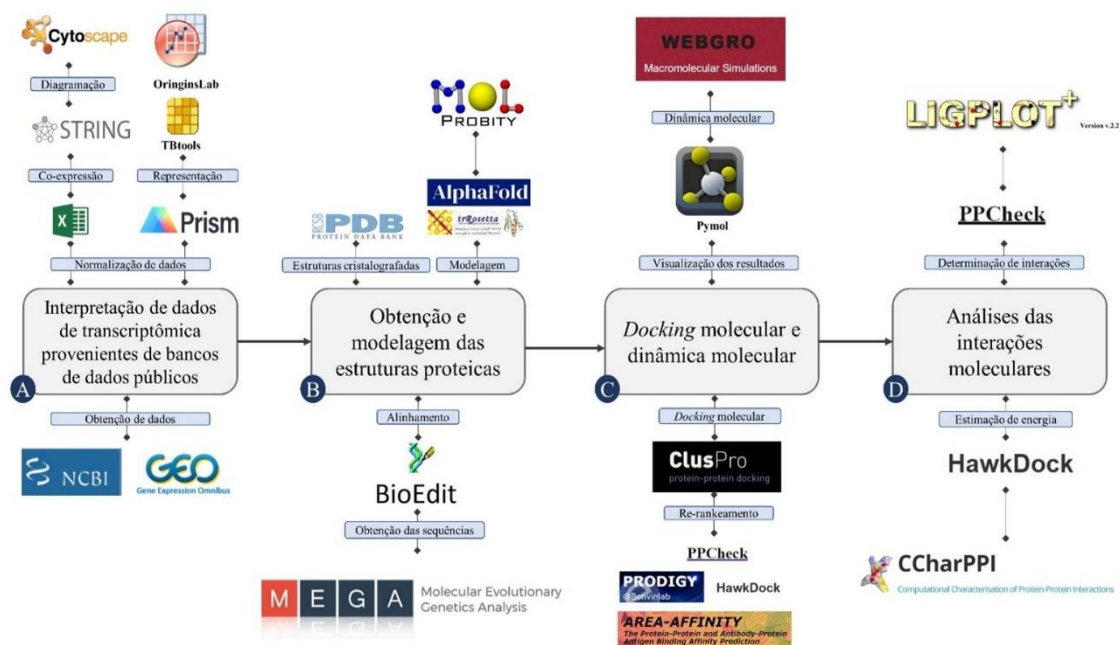 Cytoscape
Diagramação
STRING
Co-expressão
OringinsLab
TBtools
Representação
Prism
Normalização de dados
Interpretação de dados
de transcriptômica
provenientes de bancos
de dados públicos
A
Obtenção de dados
NCBI
GEO
Gene Expression Omnibus
MOL
PROBITY
AlphaFold
trRosetta
RCSB
PDB
PROTEIN DATA BANK
Estruturas cristalografadas
Modelagem
Obtenção e
modelagem das
estruturas proteicas
B
Alinhamento
BioEdit
Obtenção das sequências
MEGA
Molecular Evolutionary
Genetics Analysis
WEBGRO
Macromolecular Simulations
Dinâmica molecular
Pymol
Visualização dos resultados
Docking molecular e
dinâmica molecular
C
Docking molecular
ClusPro
protein-protein docking
Re-rankeamento
PPCheck
PRODIGY
@Bonvinlab
HawkDock
AREA-AFFINITY
The Protein-Protein and Antibody-Protein
Antigen Binding Affinity Prediction
LIGPLOT+
Version v.2.2
PPCheck
Determinação de interações
Análises das
interações
moleculares
D
Estimação de energia
HawkDock
CCharPPI
Computational Characterisation of Protein-Protein Interactions